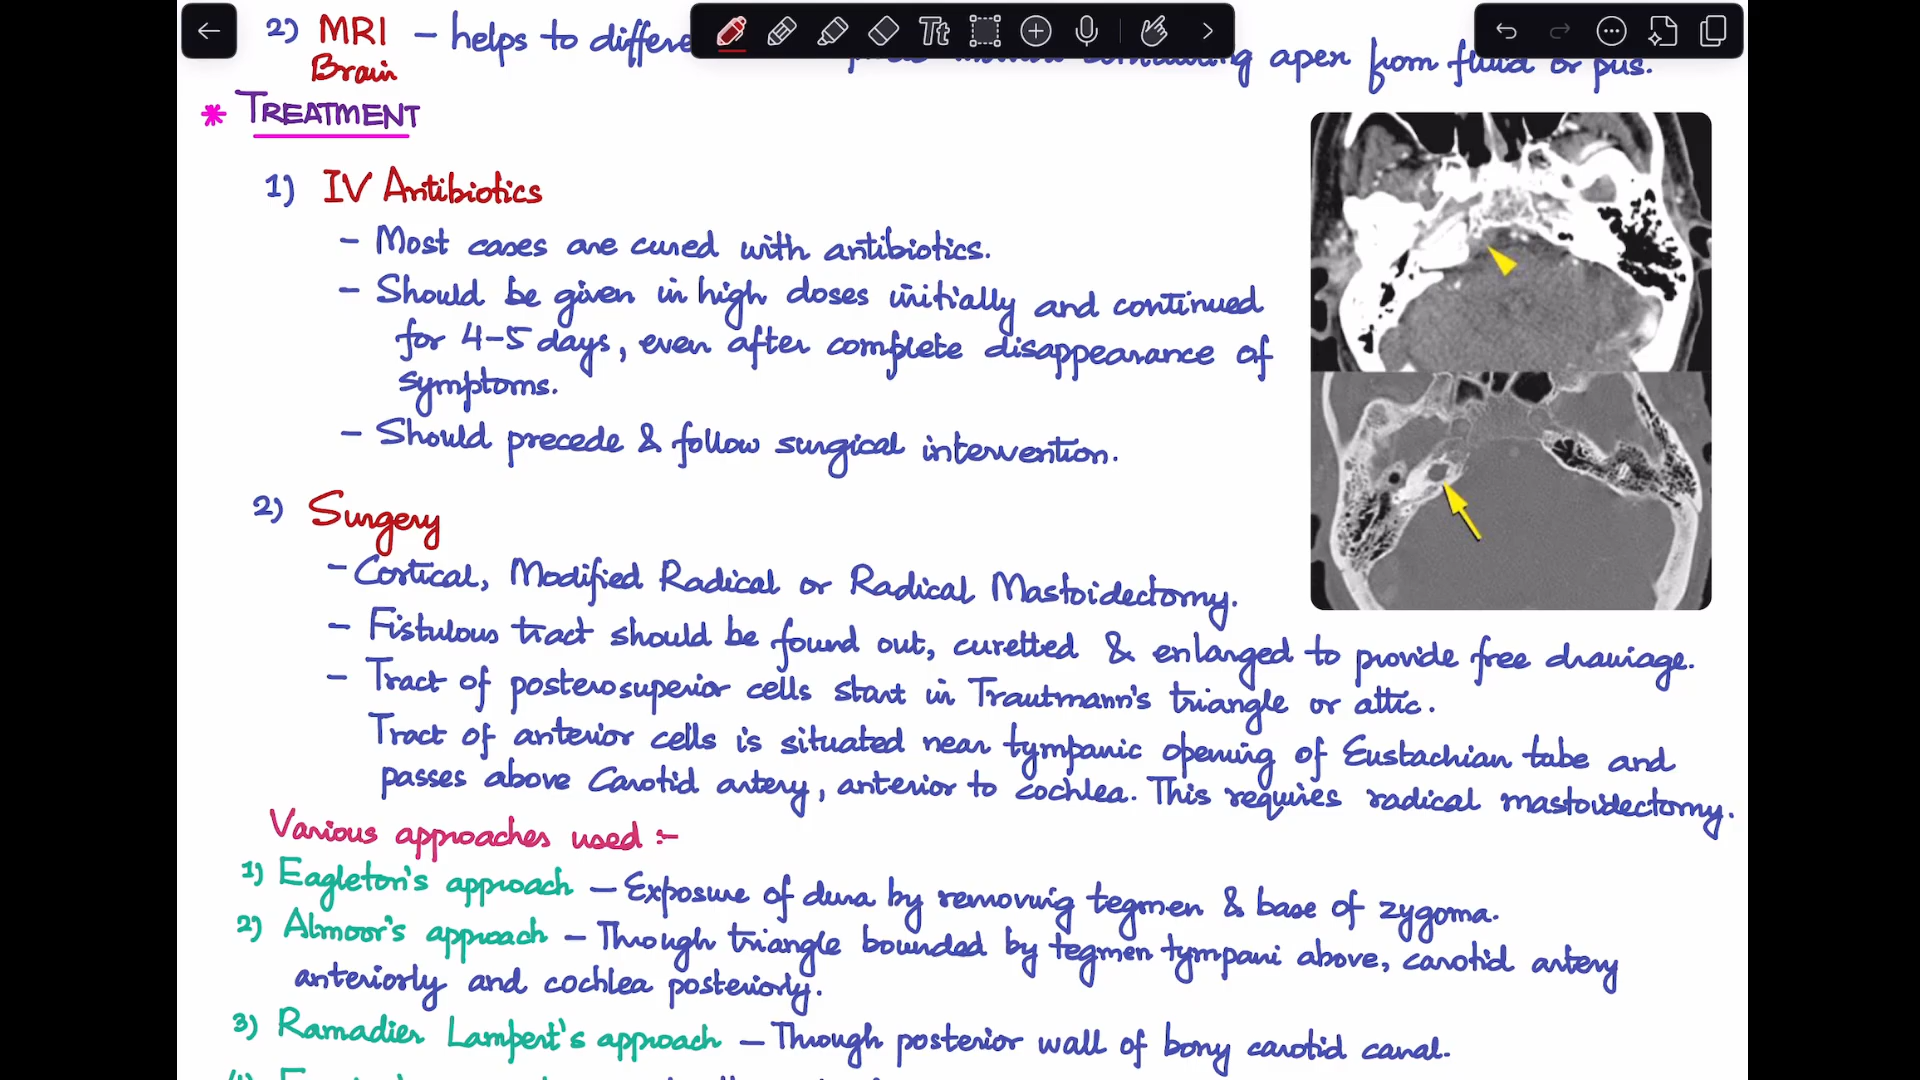 2) MRI – helps to differe
Brain
apex from fluid or pus.
* TREATMENT
1) IV Antibiotics
– Most cases are cured with antibiotics.
– Should be given in high doses initially and continued
for 4-5 days, even after complete disappearance of
symptoms.
– Should precede & follow surgical intervention.
2) Surgery
– Cortical, Modified Radical or Radical Mastoidectomy.
– Fistulous tract should be found out, curetted & enlarged to provide free drainage.
– Tract of posterosuperior cells start in Trautmann's triangle or attic.
Tract of anterior cells is situated near tympanic opening of Eustachian tube and
passes above Carotid artery, anterior to cochlea. This requires radical mastoidectomy.
Various approaches used :-
1) Eagleton's approach – Exposure of dura by removing tegmen & base of zygoma.
2) Almoor's approach – Through triangle bounded by tegmen tympani above, carotid artery
anteriorly and cochlea posteriorly.
3) Ramadier Lampert's approach – Through posterior wall of bony carotid canal.
Tt